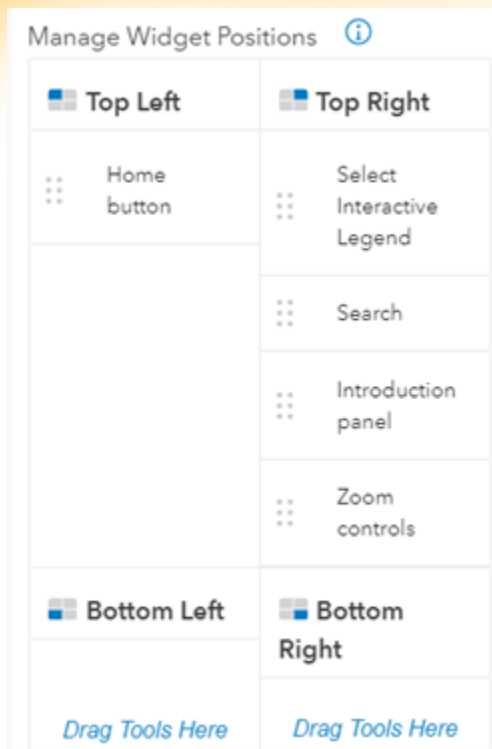 Manage Widget Positions
Top Left
Top Right
Home
button
Select
Interactive
Legend
Search
Introduction
panel
Zoom
controls
Bottom Left
Bottom
Right
Drag Tools Here
Drag Tools Here